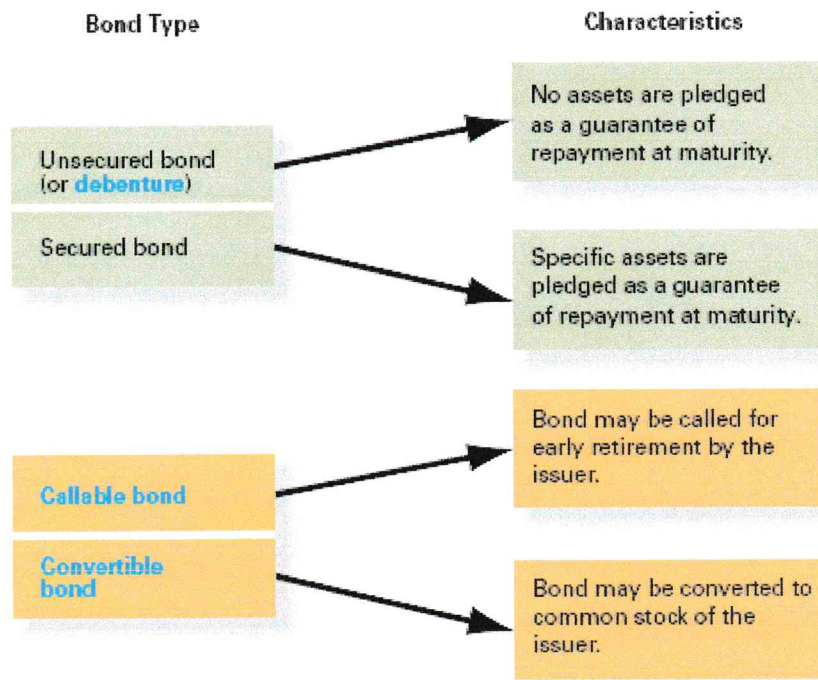 Bond Type
Characteristics
Unsecured bond
(or debenture)
No assets are pledged
as a guarantee of
repayment at maturity.
Secured bond
Specific assets are
pledged as a guarantee
of repayment at maturity.
Callable bond
Bond may be called for
early retirement by the
issuer.
Convertible
bond
Bond may be converted to
common stock of the
issuer.